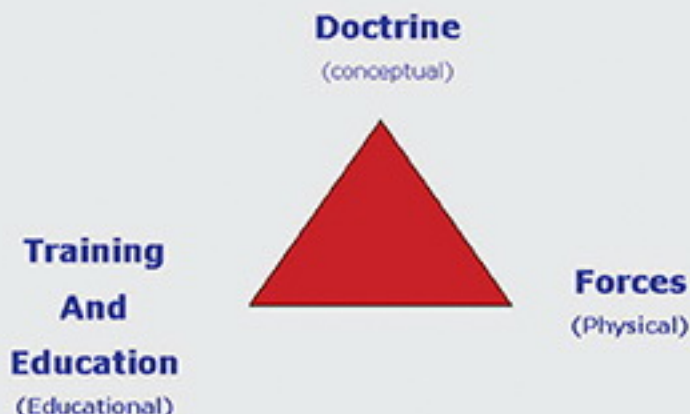 Doctrine
(conceptual)
Training
And
Education
(Educational)
Forces
(Physical)